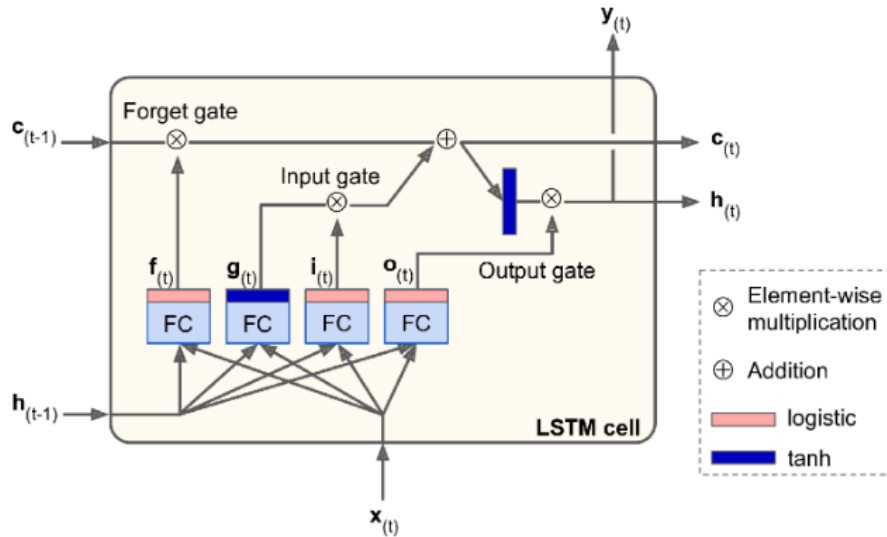 y(t)
Forget gate
c(t-1)
c(t)
Input gate
h(t)
f(t) g(t) i(t) o(t)
Output gate
FC FC FC FC
h(t-1)
LSTM cell
x(t)
Element-wise
multiplication
Addition
logistic
tanh